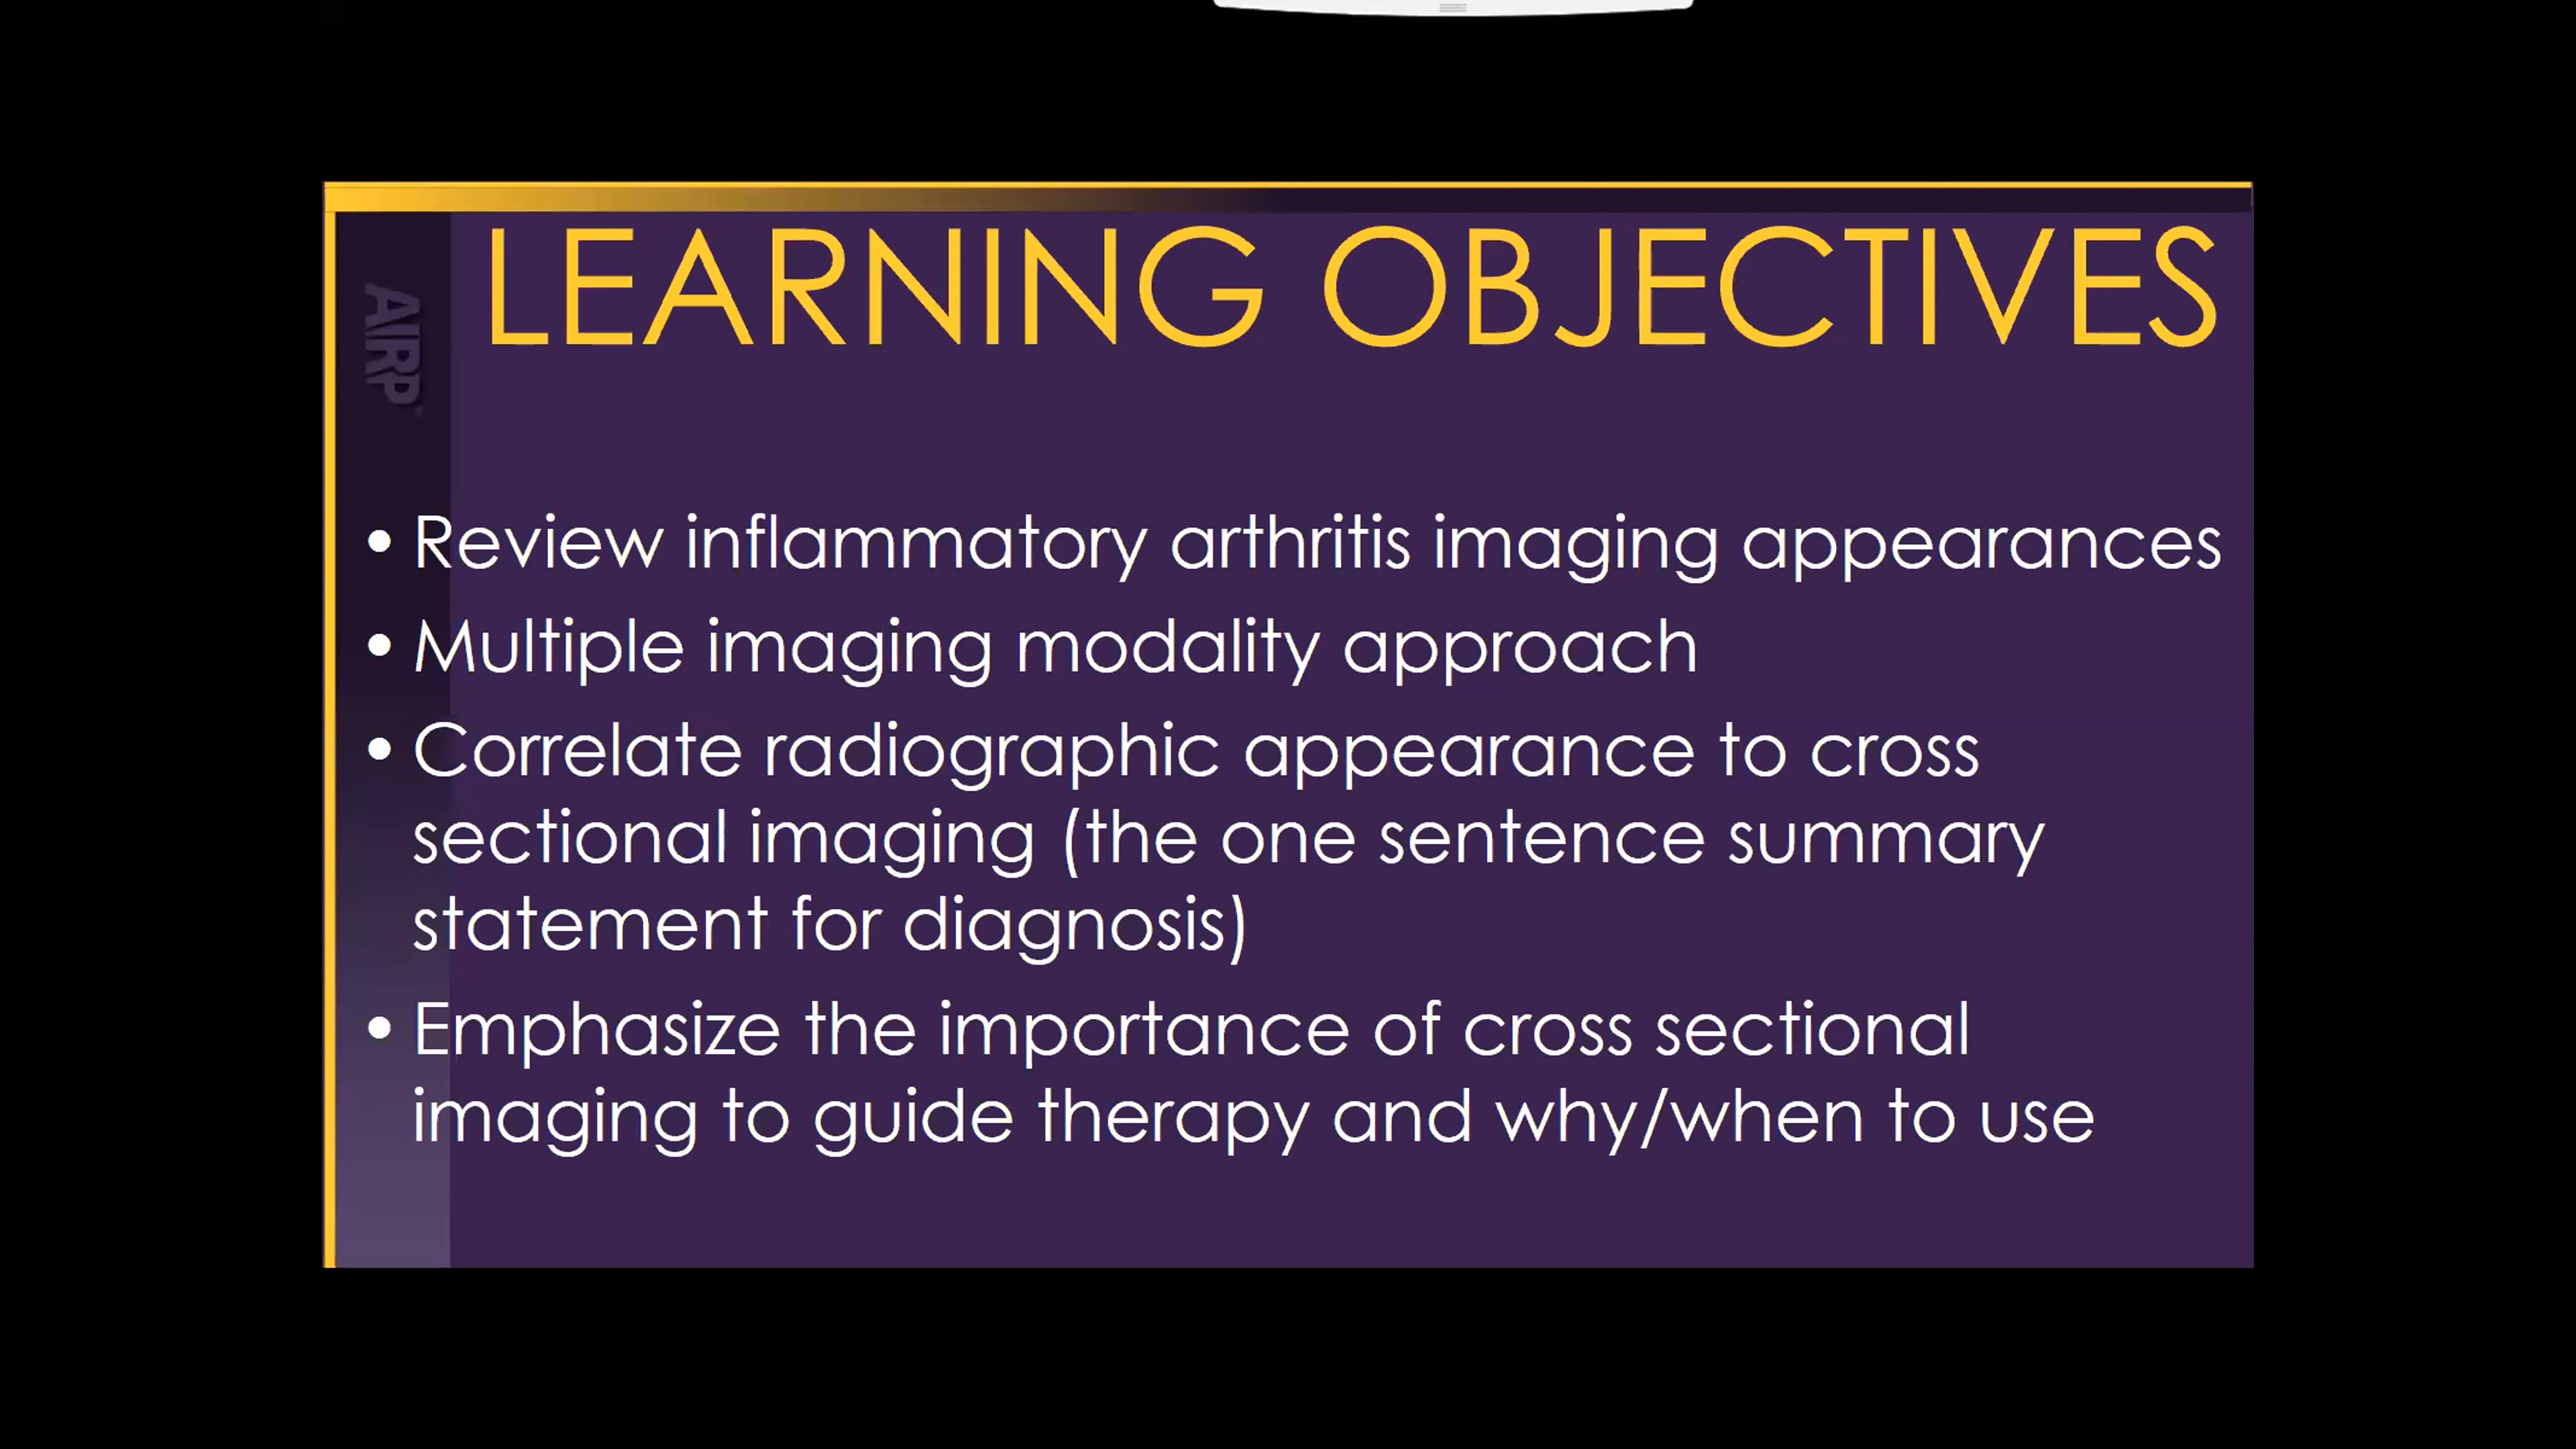 LEARNING OBJECTIVES
AIRP
• Review inflammatory arthritis imaging appearances
• Multiple imaging modality approach
• Correlate radiographic appearance to cross
sectional imaging (the one sentence summary
statement for diagnosis)
• Emphasize the importance of cross sectional
imaging to guide therapy and why/when to use